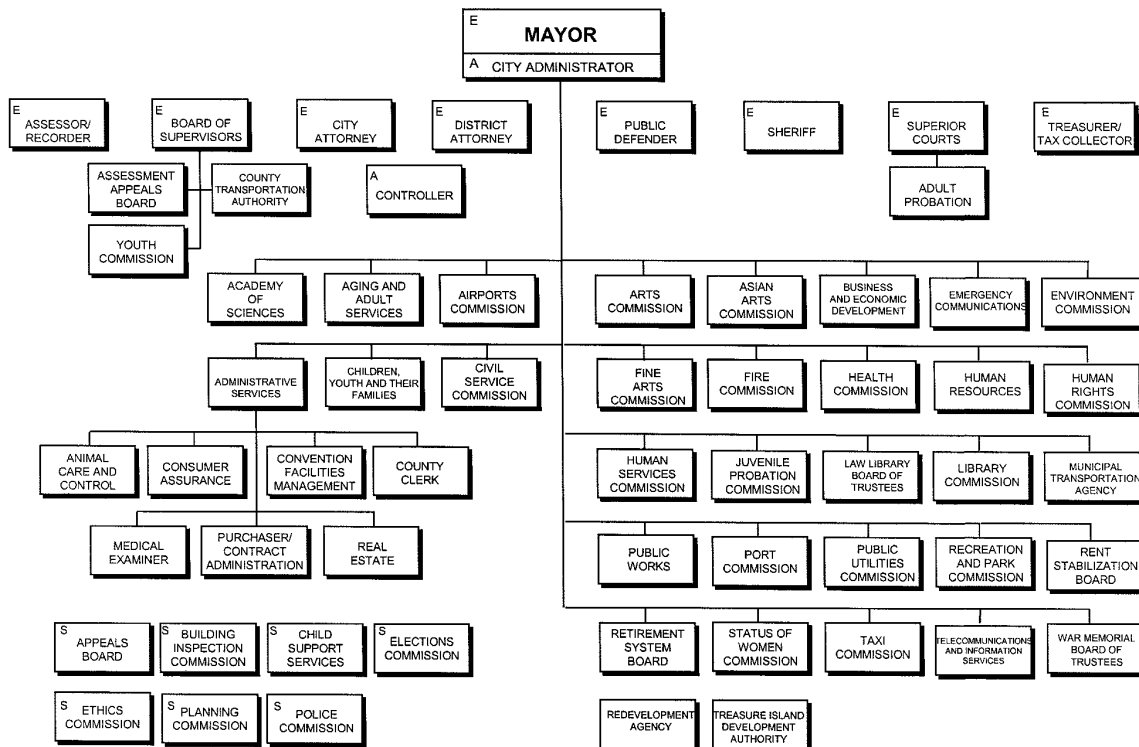 E
MAYOR
A CITY ADMINISTRATOR
E
ASSESSOR/
RECORDER
E
BOARD OF
SUPERVISORS
E
CITY
ATTORNEY
E
DISTRICT
ATTORNEY
E
PUBLIC
DEFENDER
E
SHERIFF
E
SUPERIOR
COURTS
E
TREASURER/
TAX COLLECTOR
ASSESSMENT
APPEALS
BOARD
COUNTY
TRANSPORTATION
AUTHORITY
A
CONTROLLER
ADULT
PROBATION
YOUTH
COMMISSION
ACADEMY
OF
SCIENCES
AGING AND
ADULT
SERVICES
AIRPORTS
COMMISSION
ARTS
COMMISSION
ASIAN
ARTS
COMMISSION
BUSINESS
AND ECONOMIC
DEVELOPMENT
EMERGENCY
COMMUNICATIONS
ENVIRONMENT
COMMISSION
ADMINISTRATIVE
SERVICES
CHILDREN,
YOUTH AND THEIR
FAMILIES
CIVIL
SERVICE
COMMISSION
FINE
ARTS
COMMISSION
FIRE
COMMISSION
HEALTH
COMMISSION
HUMAN
RESOURCES
HUMAN
RIGHTS
COMMISSION
ANIMAL
CARE AND
CONTROL
CONSUMER
ASSURANCE
CONVENTION
FACILITIES
MANAGEMENT
COUNTY
CLERK
HUMAN
SERVICES
COMMISSION
JUVENILE
PROBATION
COMMISSION
LAW LIBRARY
BOARD OF
TRUSTEES
LIBRARY
COMMISSION
MUNICIPAL
TRANSPORTATION
AGENCY
MEDICAL
EXAMINER
PURCHASER/
CONTRACT
ADMINISTRATION
REAL
ESTATE
PUBLIC
WORKS
PORT
COMMISSION
PUBLIC
UTILITIES
COMMISSION
RECREATION
AND PARK
COMMISSION
RENT
STABILIZATION
BOARD
S
APPEALS
BOARD
S
BUILDING
INSPECTION
COMMISSION
S
CHILD
SUPPORT
SERVICES
S
ELECTIONS
COMMISSION
RETIREMENT
SYSTEM
BOARD
STATUS OF
WOMEN
COMMISSION
TAXI
COMMISSION
TELECOMMUNICATIONS
AND INFORMATION
SERVICES
WAR MEMORIAL
BOARD OF
TRUSTEES
S
ETHICS
COMMISSION
S
PLANNING
COMMISSION
S
POLICE
COMMISSION
REDEVELOPMENT
AGENCY
TREASURE ISLAND
DEVELOPMENT
AUTHORITY